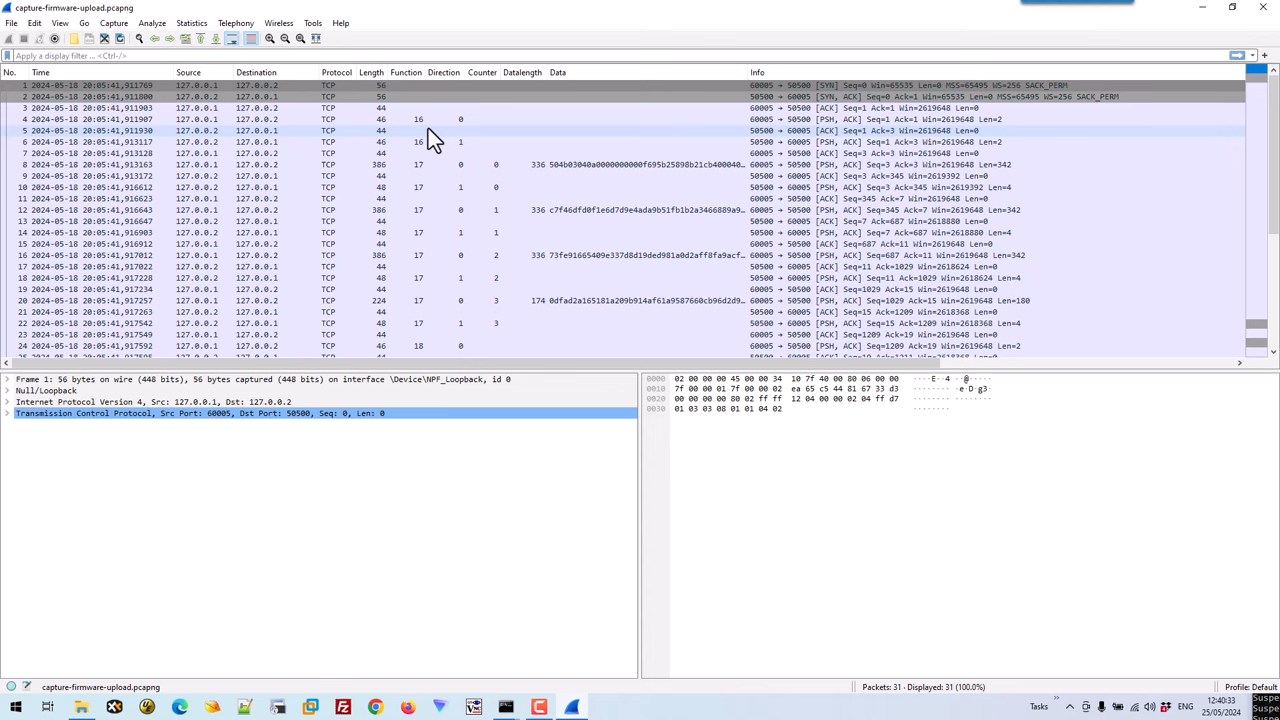 capture-firmware-upload.pcapng
File Edit View Go Capture Analyze Statistics Telephony Wireless Tools Help
Apply a display filter … <Ctrl-/>
No. Time Source Destination Protocol Length Function Direction Counter Datalength Data Info
1 2024-05-18 20:05:41,911769 127.0.0.1 127.0.0.2 TCP 56 60005 → 50500 [SYN] Seq=0 Win=65535 Len=0 MSS=65495 WS=256 SACK_PERM
2 2024-05-18 20:05:41,911800 127.0.0.2 127.0.0.1 TCP 56 50500 → 60005 [SYN, ACK] Seq=0 Ack=1 Win=65535 Len=0 MSS=65495 WS=256 SACK_PERM
3 2024-05-18 20:05:41,911903 127.0.0.1 127.0.0.2 TCP 44 60005 → 50500 [ACK] Seq=1 Ack=1 Win=2619648 Len=0
4 2024-05-18 20:05:41,911907 127.0.0.1 127.0.0.2 TCP 46 16 0 60005 → 50500 [PSH, ACK] Seq=1 Ack=1 Win=2619648 Len=2
5 2024-05-18 20:05:41,911930 127.0.0.2 127.0.0.1 TCP 44 50500 → 60005 [ACK] Seq=1 Ack=3 Win=2619648 Len=0
6 2024-05-18 20:05:41,913117 127.0.0.2 127.0.0.1 TCP 46 16 1 50500 → 60005 [PSH, ACK] Seq=1 Ack=3 Win=2619648 Len=2
7 2024-05-18 20:05:41,913128 127.0.0.1 127.0.0.2 TCP 44 60005 → 50500 [ACK] Seq=3 Ack=3 Win=2619648 Len=0
8 2024-05-18 20:05:41,913163 127.0.0.1 127.0.0.2 TCP 386 17 0 0 336 504b03040a0000000000f695b25898b21cb400040… 60005 → 50500 [PSH, ACK] Seq=3 Ack=3 Win=2619648 Len=342
9 2024-05-18 20:05:41,913172 127.0.0.2 127.0.0.1 TCP 44 50500 → 60005 [ACK] Seq=3 Ack=345 Win=2619392 Len=0
10 2024-05-18 20:05:41,916612 127.0.0.2 127.0.0.1 TCP 48 17 1 0 50500 → 60005 [PSH, ACK] Seq=3 Ack=345 Win=2619392 Len=4
11 2024-05-18 20:05:41,916623 127.0.0.1 127.0.0.2 TCP 44 60005 → 50500 [ACK] Seq=345 Ack=7 Win=2619648 Len=0
12 2024-05-18 20:05:41,916643 127.0.0.1 127.0.0.2 TCP 386 17 0 1 336 c7f46dfd0f1e6d7d9e4ada9b51fb1b2a3466889a9… 60005 → 50500 [PSH, ACK] Seq=345 Ack=7 Win=2619648 Len=342
13 2024-05-18 20:05:41,916647 127.0.0.2 127.0.0.1 TCP 44 50500 → 60005 [ACK] Seq=7 Ack=687 Win=2618880 Len=0
14 2024-05-18 20:05:41,916903 127.0.0.2 127.0.0.1 TCP 48 17 1 1 50500 → 60005 [PSH, ACK] Seq=7 Ack=687 Win=2618880 Len=4
15 2024-05-18 20:05:41,916912 127.0.0.1 127.0.0.2 TCP 44 60005 → 50500 [ACK] Seq=687 Ack=11 Win=2619648 Len=0
16 2024-05-18 20:05:41,917012 127.0.0.1 127.0.0.2 TCP 386 17 0 2 336 73fe91665409e337d8d19ded981a0d2aff8fa9acf… 60005 → 50500 [PSH, ACK] Seq=687 Ack=11 Win=2619648 Len=342
17 2024-05-18 20:05:41,917022 127.0.0.2 127.0.0.1 TCP 44 50500 → 60005 [ACK] Seq=11 Ack=1029 Win=2618624 Len=0
18 2024-05-18 20:05:41,917228 127.0.0.2 127.0.0.1 TCP 48 17 1 2 50500 → 60005 [PSH, ACK] Seq=11 Ack=1029 Win=2618624 Len=4
19 2024-05-18 20:05:41,917234 127.0.0.1 127.0.0.2 TCP 44 60005 → 50500 [ACK] Seq=1029 Ack=15 Win=2619648 Len=0
20 2024-05-18 20:05:41,917257 127.0.0.1 127.0.0.2 TCP 224 17 0 3 174 0dfad2a165181a209b914af61a9587660cb96d2d9… 60005 → 50500 [PSH, ACK] Seq=1029 Ack=15 Win=2619648 Len=180
21 2024-05-18 20:05:41,917263 127.0.0.2 127.0.0.1 TCP 44 50500 → 60005 [ACK] Seq=15 Ack=1209 Win=2618368 Len=0
22 2024-05-18 20:05:41,917542 127.0.0.2 127.0.0.1 TCP 48 17 1 3 50500 → 60005 [PSH, ACK] Seq=15 Ack=1209 Win=2618368 Len=4
23 2024-05-18 20:05:41,917549 127.0.0.1 127.0.0.2 TCP 44 60005 → 50500 [ACK] Seq=1209 Ack=19 Win=2619648 Len=0
24 2024-05-18 20:05:41,917592 127.0.0.1 127.0.0.2 TCP 46 18 0 60005 → 50500 [PSH, ACK] Seq=1209 Ack=19 Win=2619648 Len=2
Frame 1: 56 bytes on wire (448 bits), 56 bytes captured (448 bits) on interface \Device\NPF_Loopback, id 0
Null/Loopback
Internet Protocol Version 4, Src: 127.0.0.1, Dst: 127.0.0.2
Transmission Control Protocol, Src Port: 60005, Dst Port: 50500, Seq: 0, Len: 0
0000 02 00 00 00 45 00 00 34 10 7f 40 00 80 06 00 00 ····E··4 ··@·····
0010 7f 00 00 01 7f 00 00 02 ea 65 c5 44 81 67 33 d3 ········ ·e·D·g3·
0020 00 00 00 00 80 02 ff ff 12 04 00 00 02 04 ff d7 ········ ········
0030 01 03 03 08 01 01 04 02 ········
capture-firmware-upload.pcapng
Packets: 31 · Displayed: 31 (100.0%)
Profile: Default
Tasks
ENG
12:40:33
25/05/2024
Suspe
Suspe
Suspe